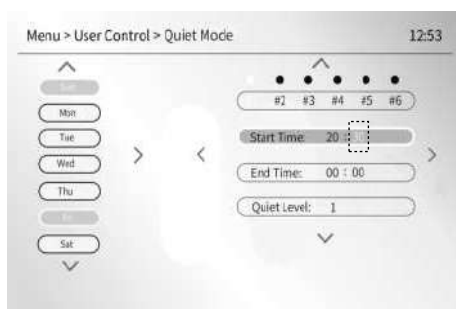 Menu > User Control > Quiet Mode
12:53
Mon
Tue
Wed
Thu
Sat
#2 #3 #4 #5 #6
Start Time: 20 :
End Time: 00 : 00
Quiet Level: 1